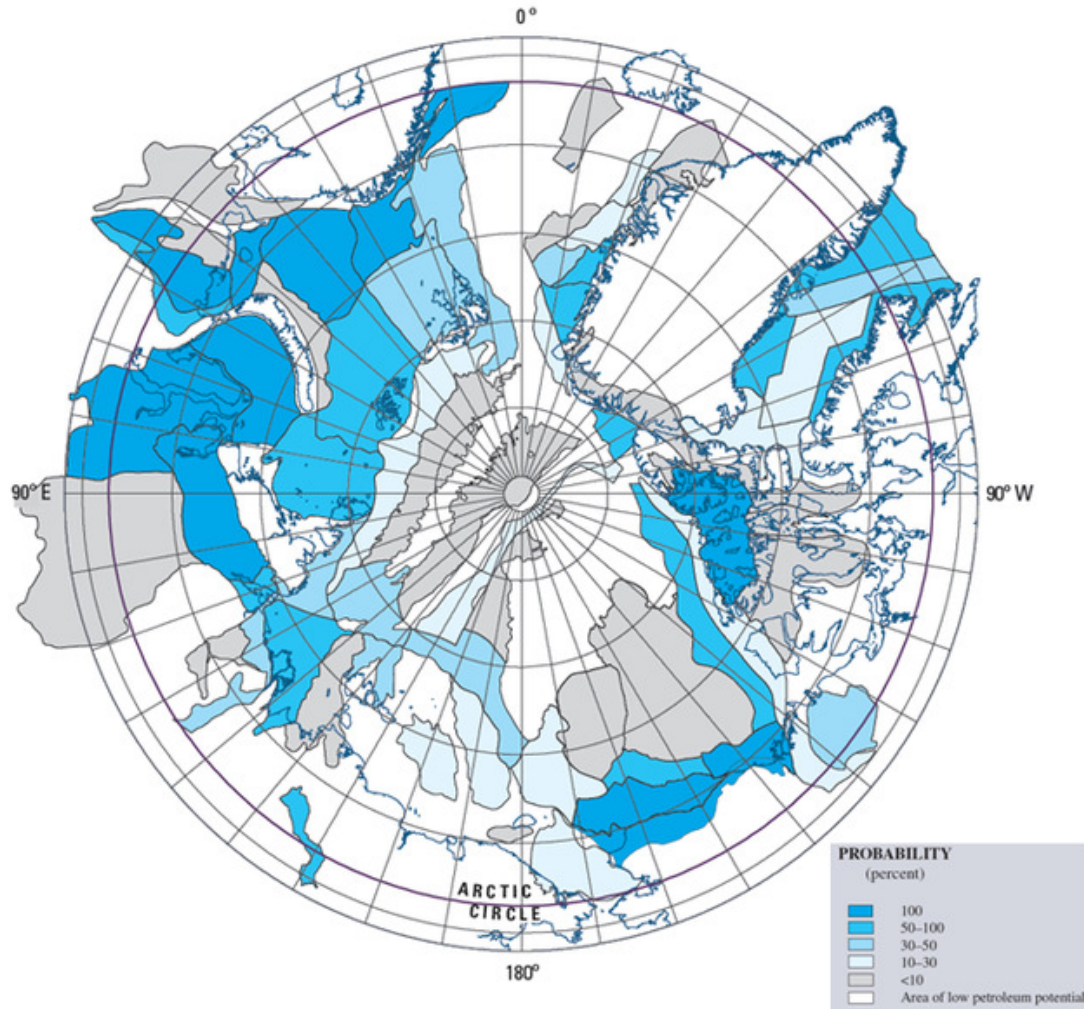 0°
90° E
90° W
ARCTIC
CIRCLE
180°
PROBABILITY
(percent)
100
50–100
30–50
10–30
<10
Area of low petroleum potential